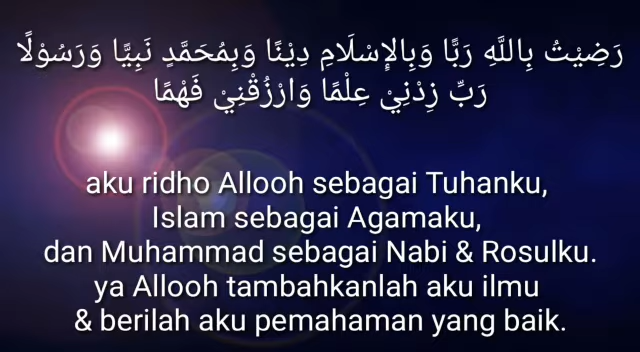 رَضِيْتُ بِاللَّهِ رَبًّا وَبِالإِسْلَامِ دِيْنًا وَبِمُحَمَّدٍ نَبِيًّا وَرَسُوْلًا
رَبِّ زِدْنِيْ عِلْمًا وَارْزُقْنِيْ فَهْمًا
aku ridho Allooh sebagai Tuhanku,
Islam sebagai Agamaku,
dan Muhammad sebagai Nabi & Rosulku.
ya Allooh tambahkanlah aku ilmu
& berilah aku pemahaman yang baik.